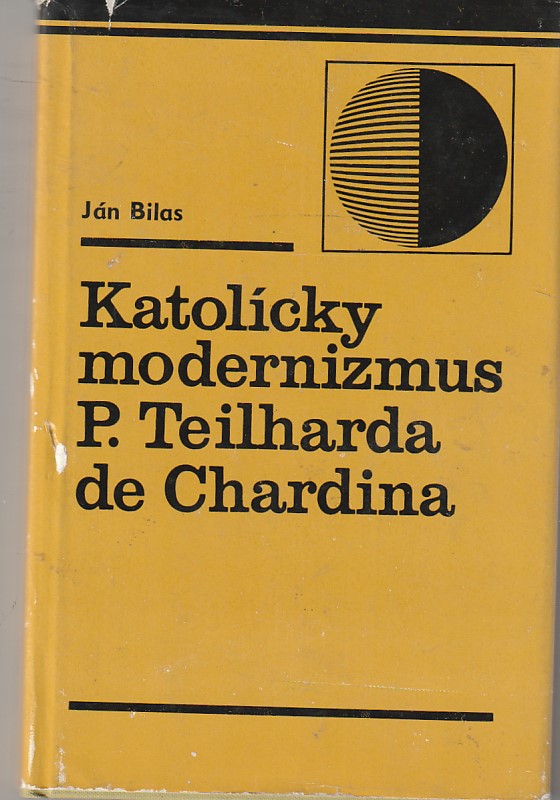 Ján Bilas
Katolícky
modernizmus
P. Teilharda
de Chardina